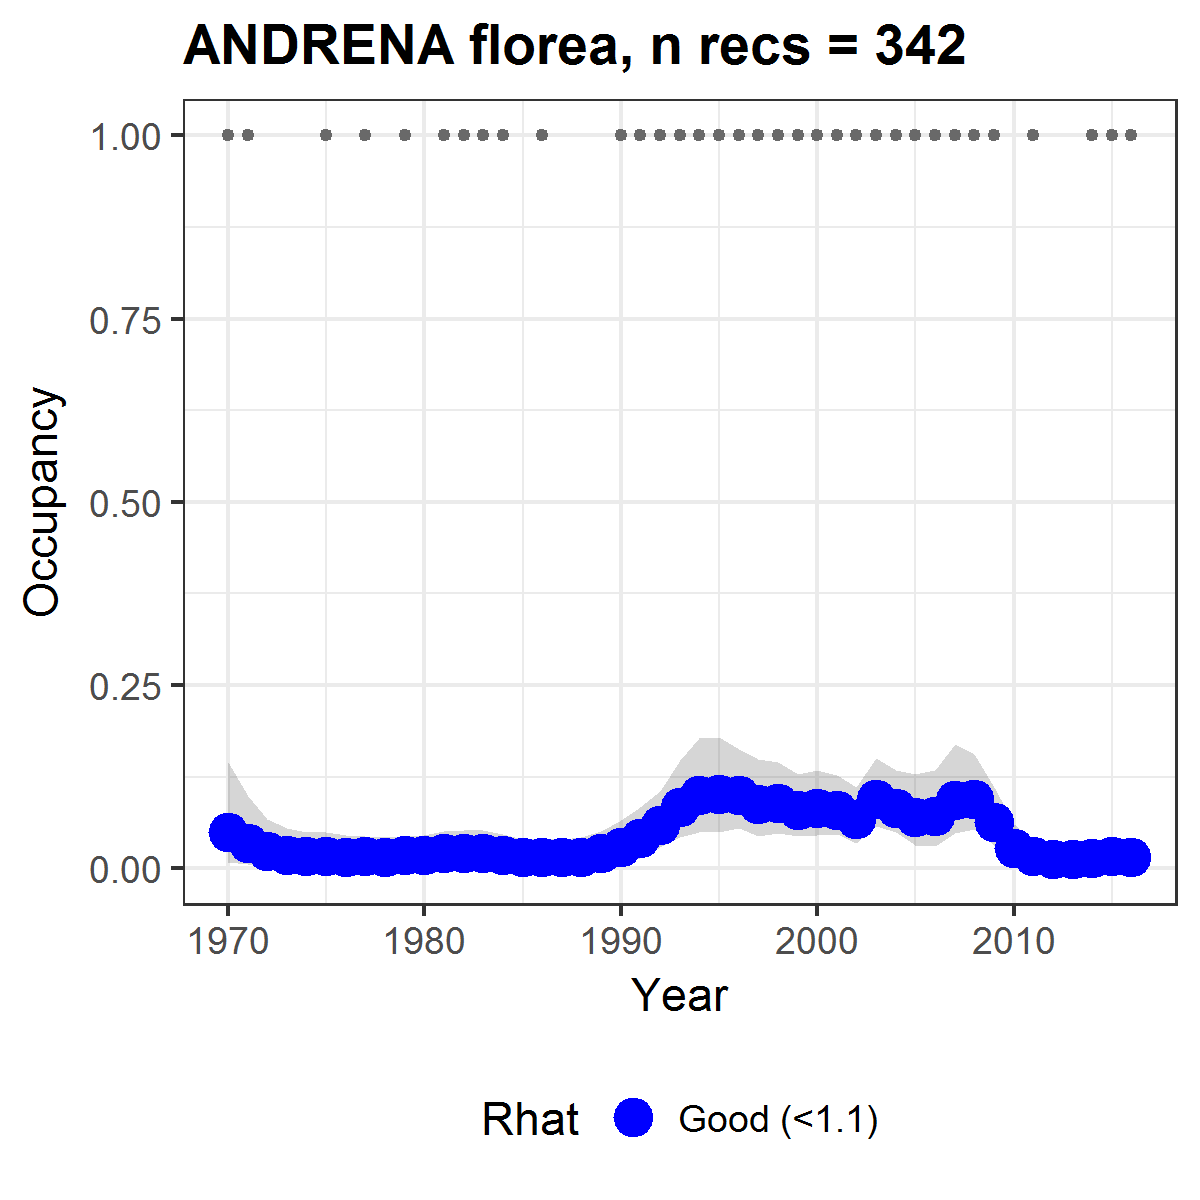 ANDRENA florea, n recs = 342
1.00
0.75
0.50
0.25
0.00
Occupancy
1970 1980 1990 2000 2010
Year
Rhat Good (<1.1)